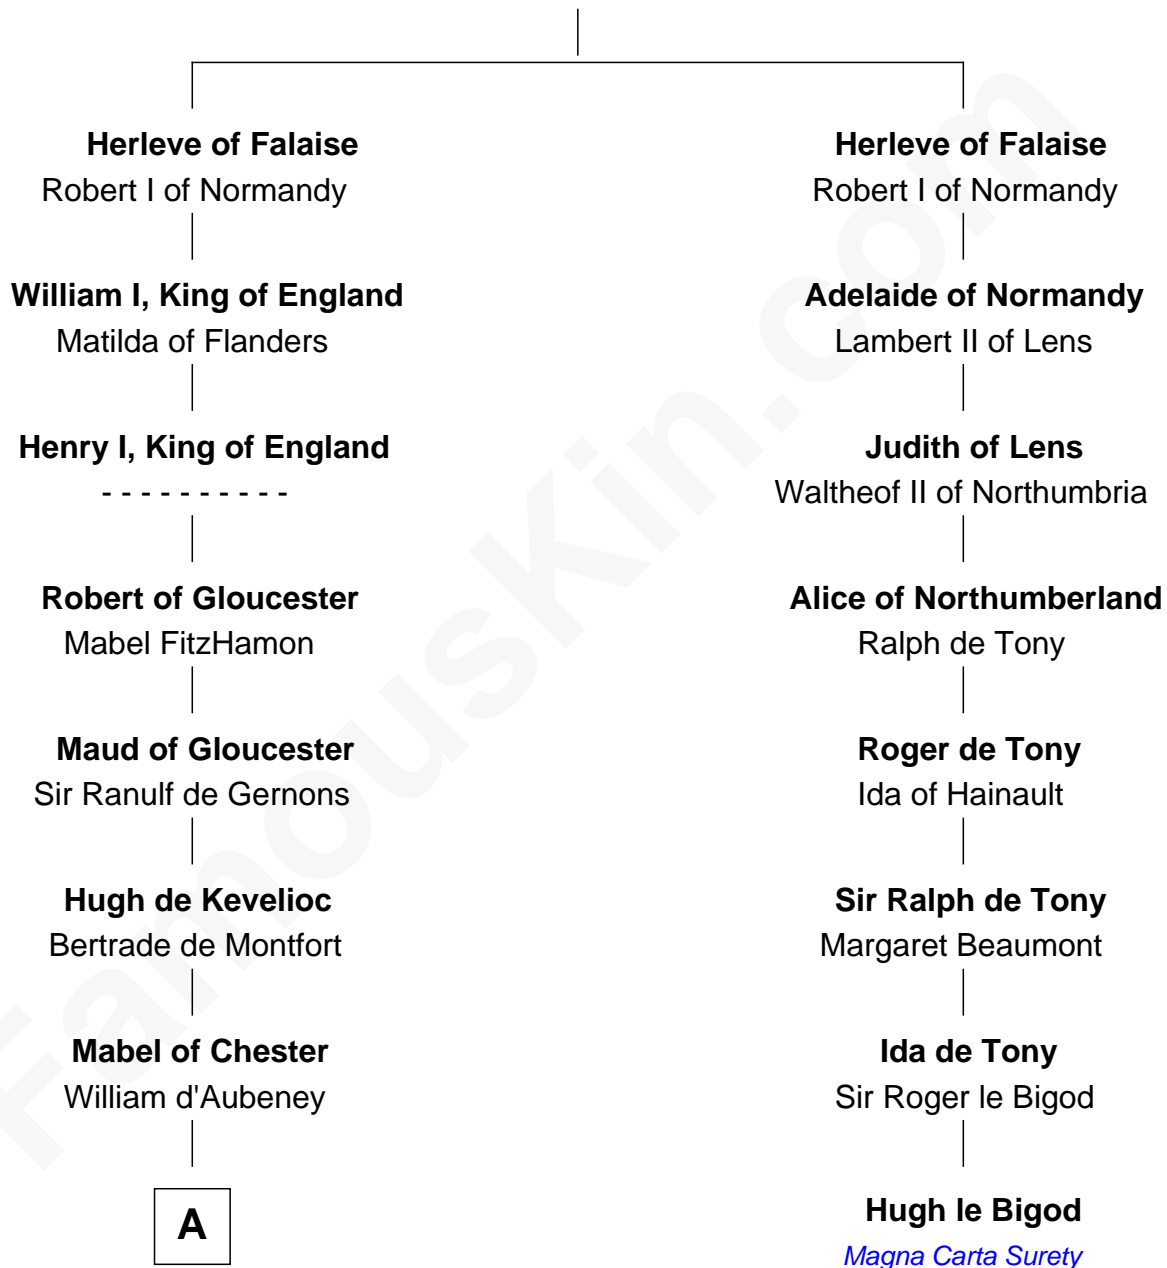 Herleve of Falaise
Robert I of Normandy
William I, King of England
Matilda of Flanders
Henry I, King of England
- - - - - - - - - -
Robert of Gloucester
Mabel FitzHamon
Maud of Gloucester
Sir Ranulf de Gernons
Hugh de Kevelioc
Bertrade de Montfort
Mabel of Chester
William d'Aubeney
A
Herleve of Falaise
Robert I of Normandy
Adelaide of Normandy
Lambert II of Lens
Judith of Lens
Waltheof II of Northumbria
Alice of Northumberland
Ralph de Tony
Roger de Tony
Ida of Hainault
Sir Ralph de Tony
Margaret Beaumont
Ida de Tony
Sir Roger le Bigod
Hugh le Bigod
Magna Carta Surety
FamousKin.com